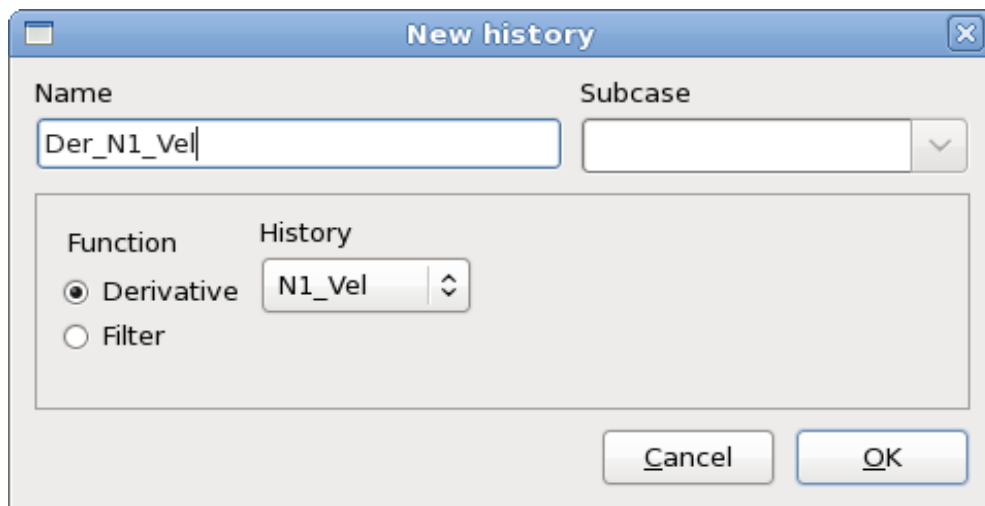 New history
Name Subcase
Der_N1_Vel
Function History
Derivative N1_Vel
Filter
Cancel OK